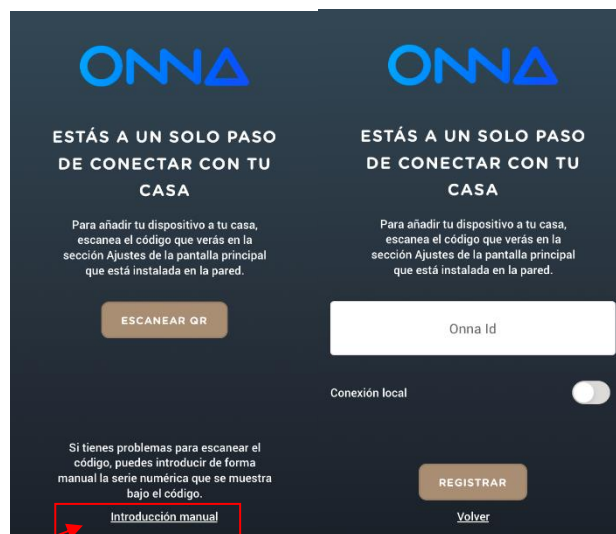 ONNA
ESTÁS A UN SOLO PASO
DE CONECTAR CON TU
CASA
Para añadir tu dispositivo a tu casa,
escanea el código que verás en la
sección Ajustes de la pantalla principal
que está instalada en la pared.
ESCANEAR QR
Si tienes problemas para escanear el
código, puedes introducir de forma
manual la serie numérica que se muestra
bajo el código.
Introducción manual
ONNA
ESTÁS A UN SOLO PASO
DE CONECTAR CON TU
CASA
Para añadir tu dispositivo a tu casa,
escanea el código que verás en la
sección Ajustes de la pantalla principal
que está instalada en la pared.
Onna Id
Conexión local
REGISTRAR
Volver